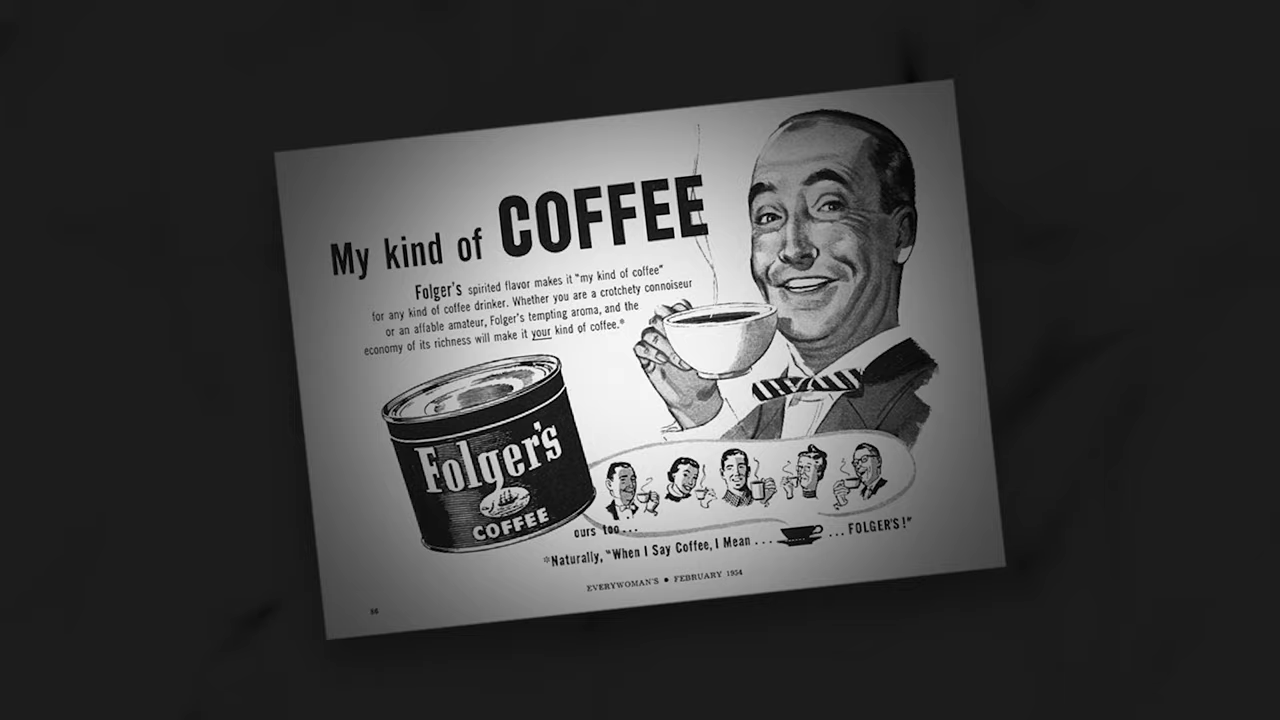 My kind of COFFEE
Folger's spirited flavor makes it "my kind of coffee"
for any kind of coffee drinker. Whether you are a crotchety connoiseur
or an affable amateur, Folger's tempting aroma, and the
economy of its richness will make it your kind of coffee.*
Folger's
COFFEE
ours too...
*Naturally, "When I Say Coffee, I Mean ... ... FOLGER'S!"
EVERYWOMAN'S ● FEBRUARY 1954
36